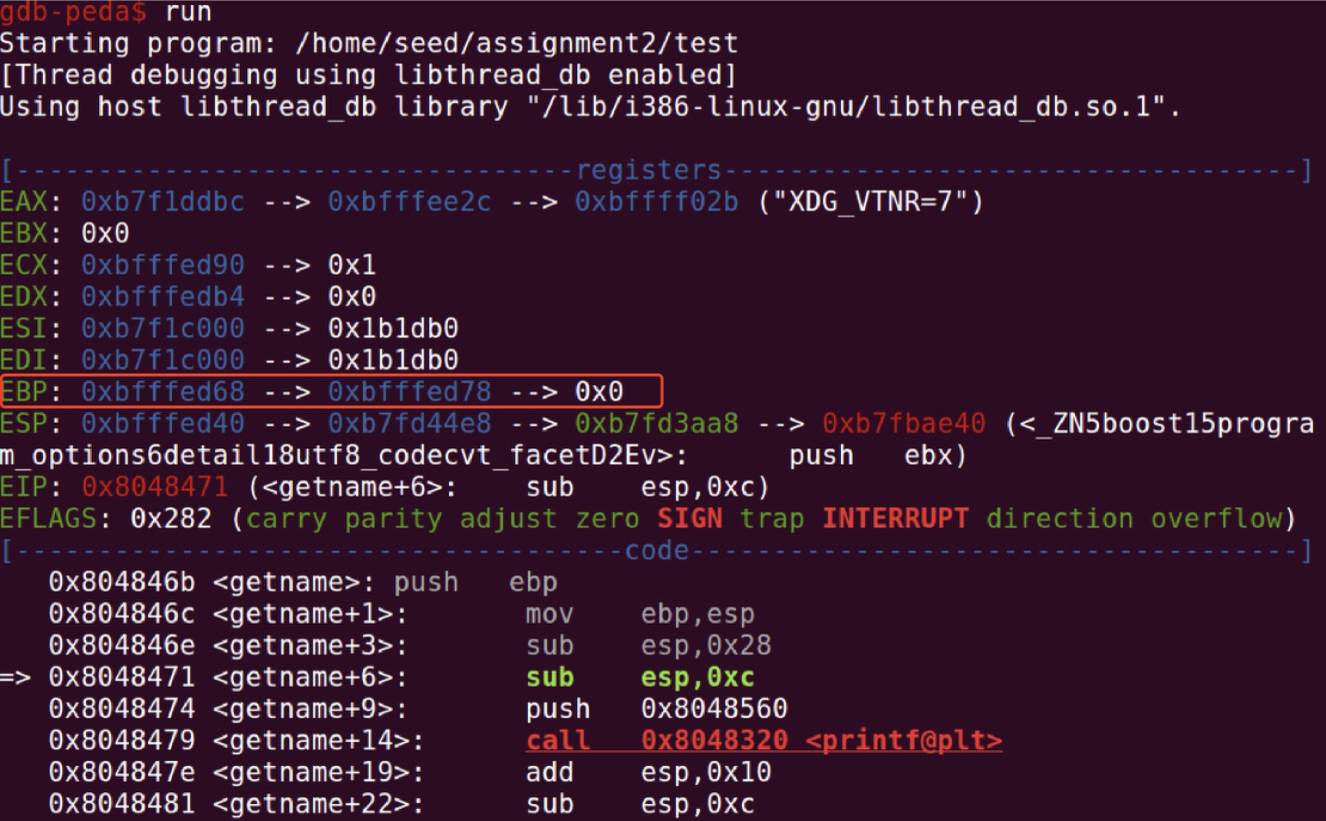 gdb-peda$ run
Starting program: /home/seed/assignment2/test
[Thread debugging using libthread_db enabled]
Using host libthread_db library "/lib/i386-linux-gnu/libthread_db.so.1".
[----------------------------------registers-----------------------------------]
EAX: 0xb7f1ddbc --> 0xbfffee2c --> 0xbffff02b ("XDG_VTNR=7")
EBX: 0x0
ECX: 0xbfffed90 --> 0x1
EDX: 0xbfffedb4 --> 0x0
ESI: 0xb7f1c000 --> 0x1b1db0
EDI: 0xb7f1c000 --> 0x1b1db0
EBP: 0xbfffed68 --> 0xbfffed78 --> 0x0
ESP: 0xbfffed40 --> 0xb7fd44e8 --> 0xb7fd3aa8 --> 0xb7fbae40 (<_ZN5boost15progra
m_options6detail18utf8_codecvt_facetD2Ev>:      push   ebx)
EIP: 0x8048471 (<getname+6>:    sub    esp,0xc)
EFLAGS: 0x282 (carry parity adjust zero SIGN trap INTERRUPT direction overflow)
[-------------------------------------code-------------------------------------]
   0x804846b <getname>: push   ebp
   0x804846c <getname+1>:       mov    ebp,esp
   0x804846e <getname+3>:       sub    esp,0x28
=> 0x8048471 <getname+6>:       sub    esp,0xc
   0x8048474 <getname+9>:       push   0x8048560
   0x8048479 <getname+14>:      call   0x8048320 <printf@plt>
   0x804847e <getname+19>:      add    esp,0x10
   0x8048481 <getname+22>:      sub    esp,0xc